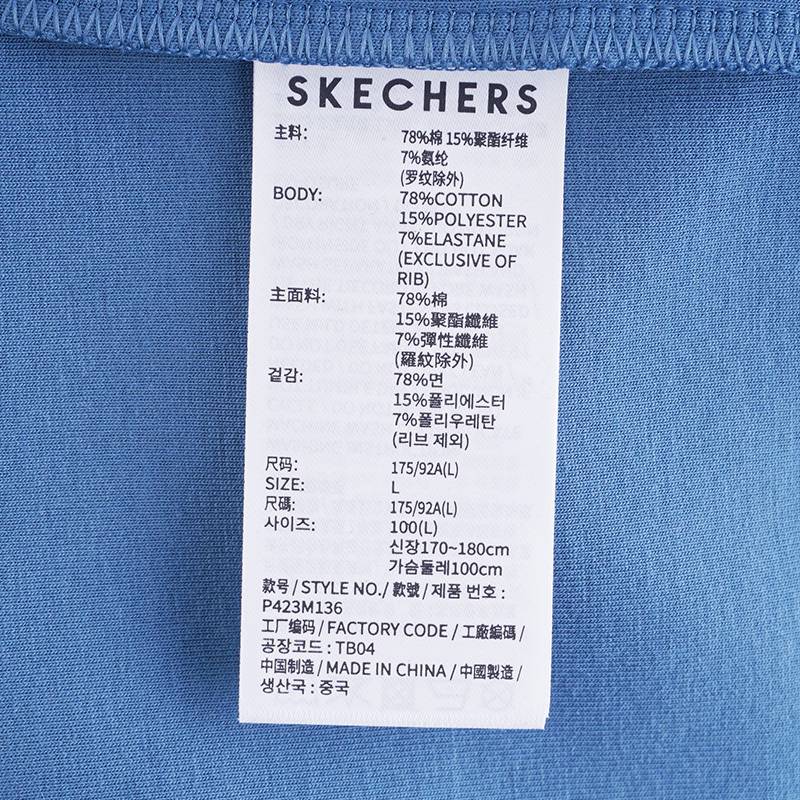 SKECHERS
主料: 78%棉 15%聚酯纤维
7%氨纶
(罗纹除外)
BODY: 78%COTTON
15%POLYESTER
7%ELASTANE
(EXCLUSIVE OF
RIB)
主面料: 78%棉
15%聚酯纖維
7%彈性纖維
(羅紋除外)
겉감: 78%면
15%폴리에스터
7%폴리우레탄
(리브 제외)
尺码: 175/92A(L)
SIZE: L
尺碼: 175/92A(L)
사이즈: 100(L)
신장170~180cm
가슴둘레100cm
款号 / STYLE NO./ 款號 / 제품 번호 :
P423M136
工厂编码 / FACTORY CODE / 工廠編碼 /
공장코드 : TB04
中国制造 / MADE IN CHINA / 中國製造 /
생산국 : 중국